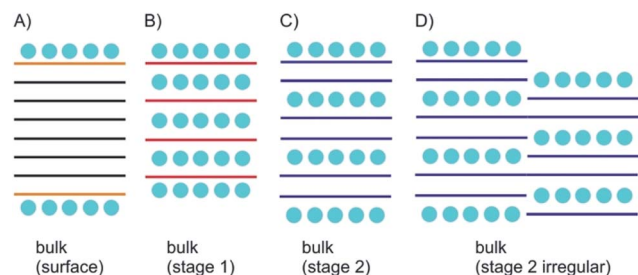 A)
B)
C)
D)
bulk
(surface)
bulk
(stage 1)
bulk
(stage 2)
bulk
(stage 2 irregular)